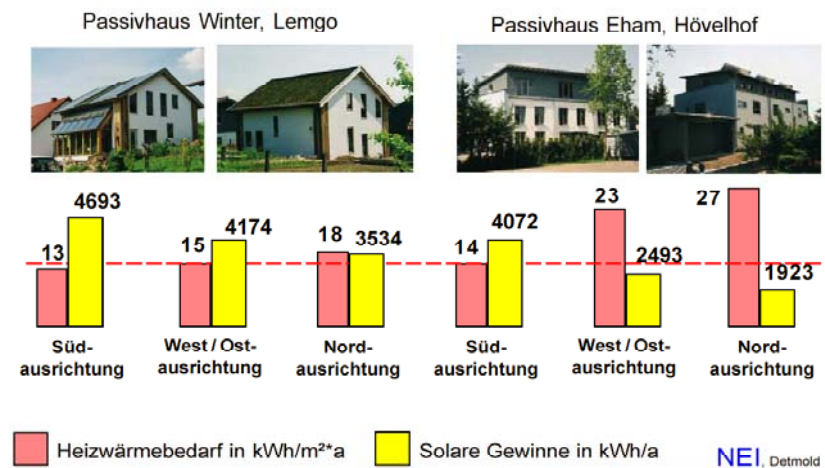 Passivhaus Winter, Lemgo
Passivhaus Eham, Hövelhof
4693
13
4174
15
18
3534
14
4072
23
2493
27
1923
Süd-
ausrichtung
West / Ost-
ausrichtung
Nord-
ausrichtung
Süd-
ausrichtung
West / Ost-
ausrichtung
Nord-
ausrichtung
Heizwärmebedarf in kWh/m²*a
Solare Gewinne in kWh/a
NEI, Detmold